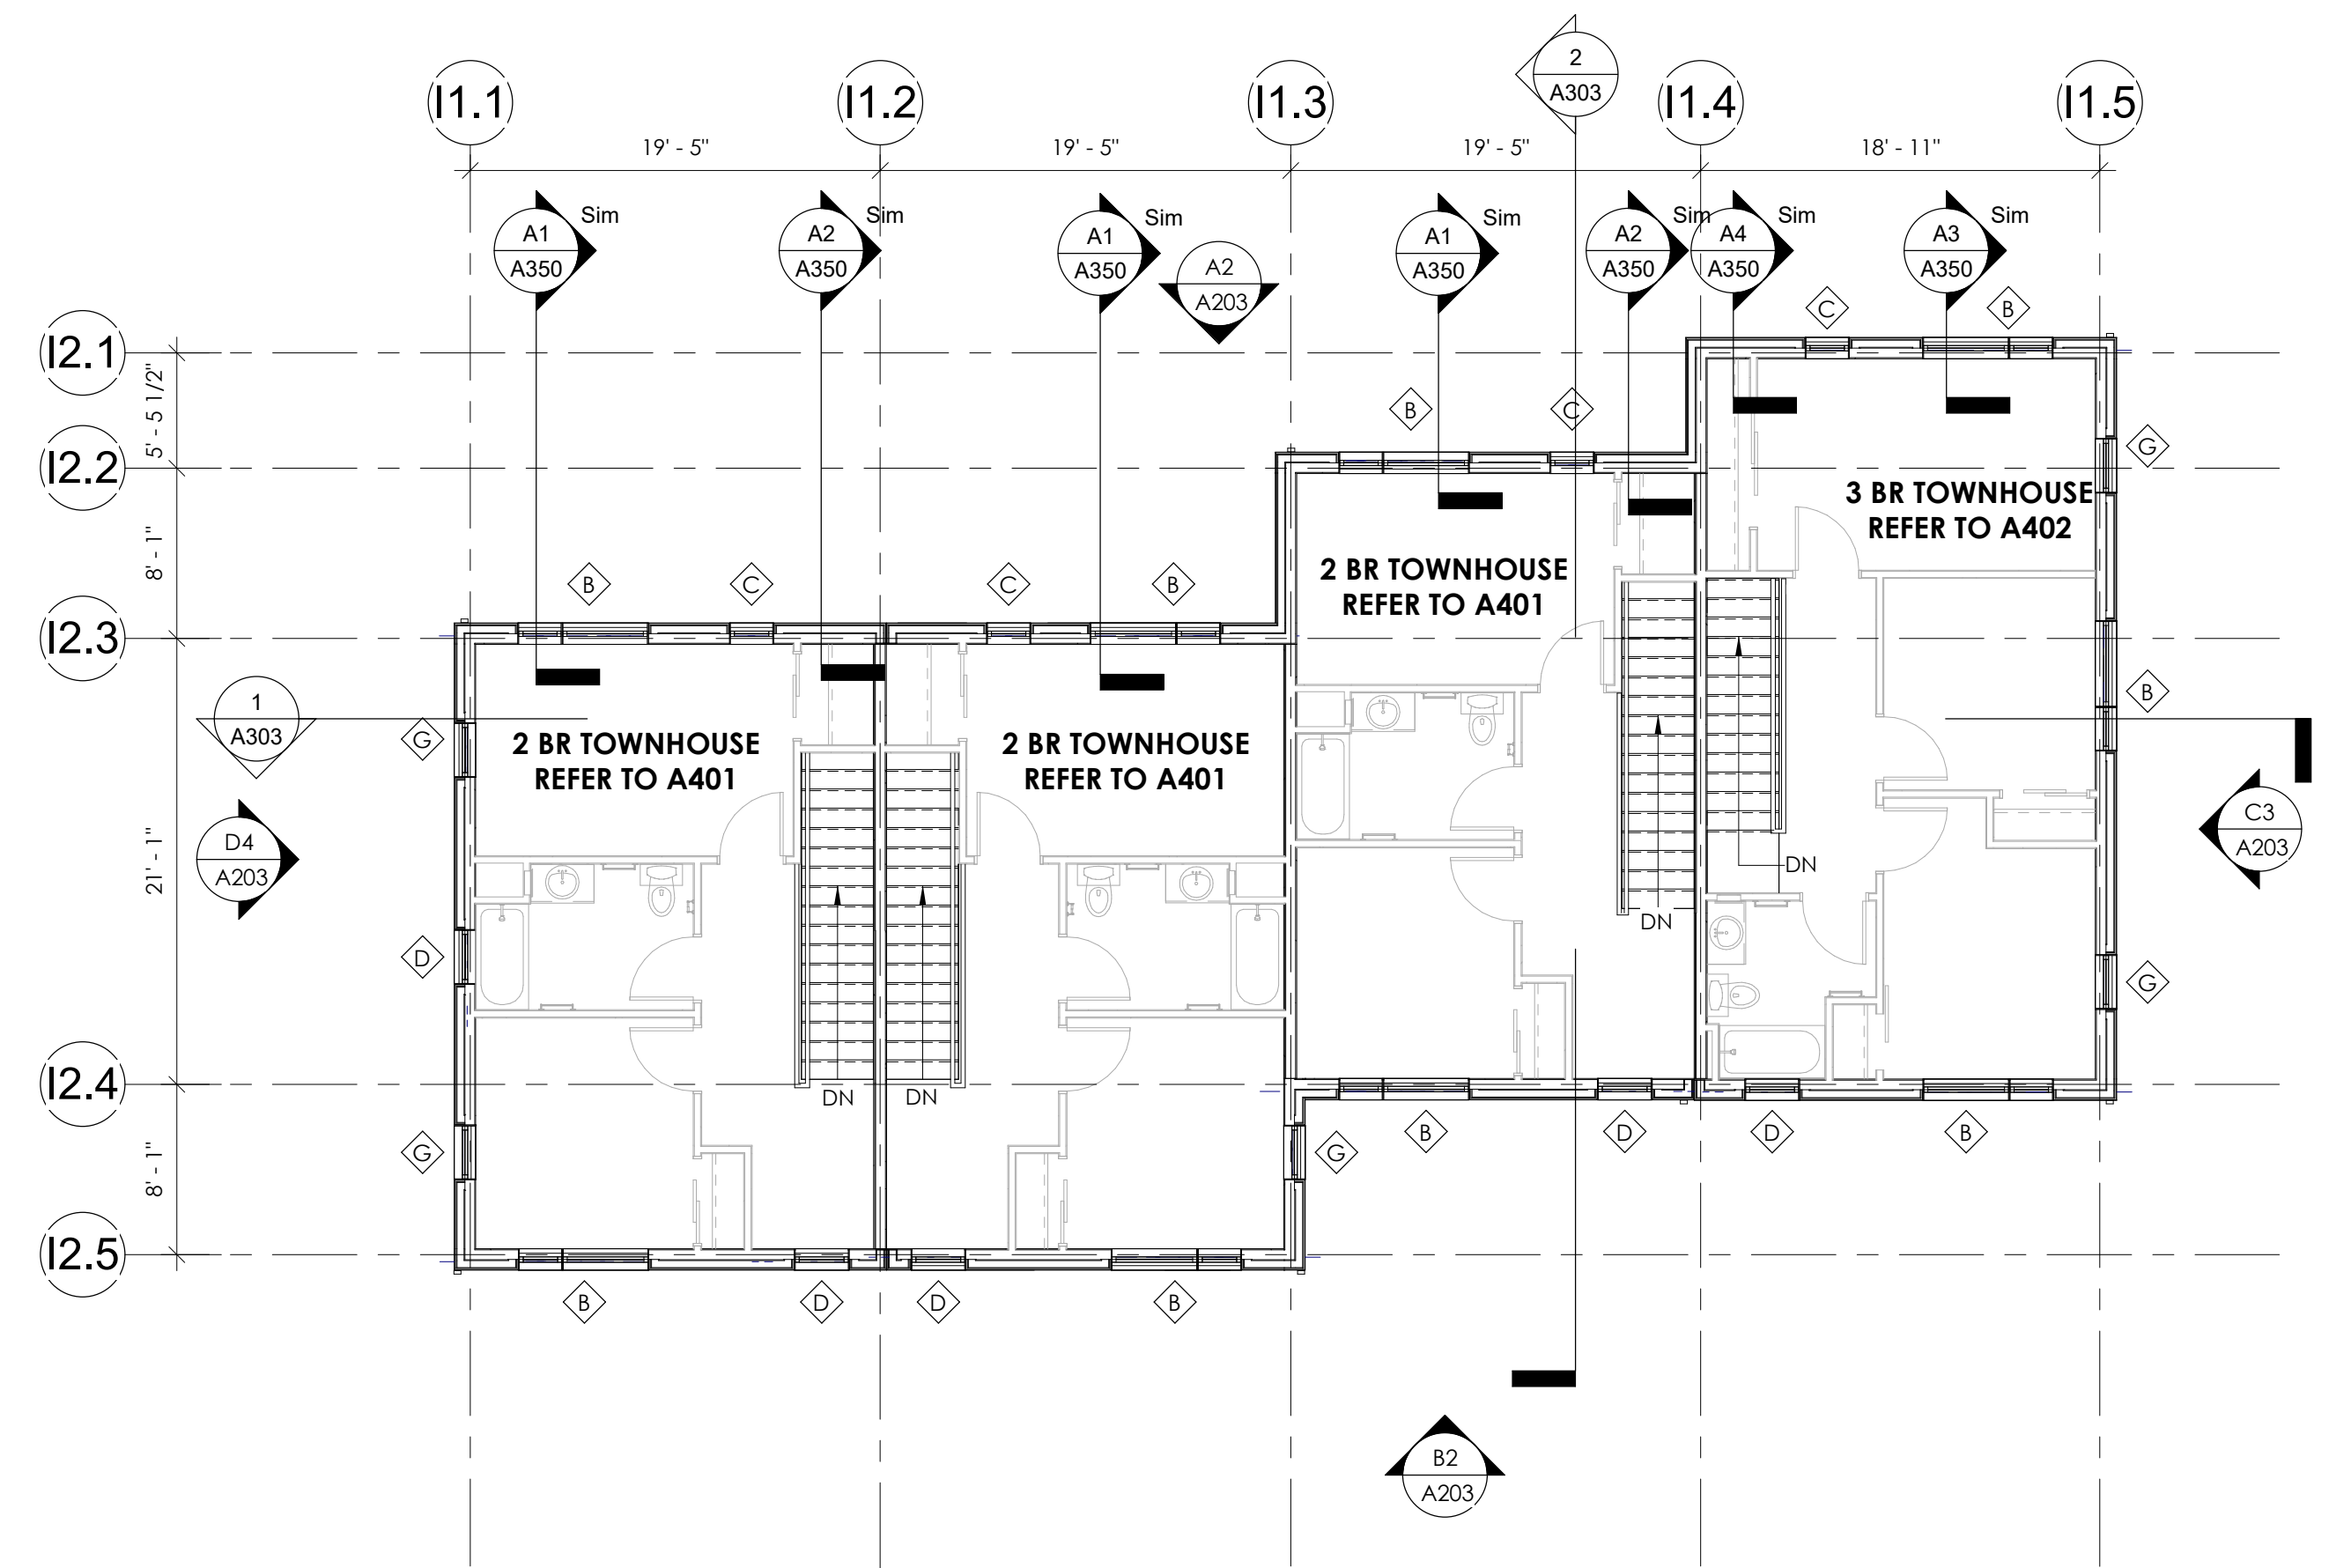 2
A303
I1.1
I1.2
I1.3
I1.4
I1.5
19' - 5"
19' - 5"
19' - 5"
18' - 11"
A1
A350
Sim
A2
A350
Sim
A1
A350
Sim
A2
A203
A1
A350
Sim
A2
A350
Sim
A4
A350
Sim
A3
A350
Sim
C
B
I2.1
5' - 5 1/2"
B
C
G
I2.2
3 BR TOWNHOUSE
REFER TO A402
8' - 1"
2 BR TOWNHOUSE
REFER TO A401
B
C
C
B
I2.3
1
A303
G
2 BR TOWNHOUSE
REFER TO A401
2 BR TOWNHOUSE
REFER TO A401
B
D4
A203
21' - 1"
C3
A203
DN
DN
D
G
I2.4
DN
DN
G
8' - 1"
G
B
D
D
B
I2.5
B
D
D
B
B2
A203